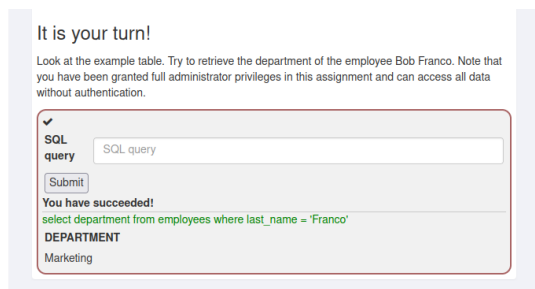 It is your turn!
Look at the example table. Try to retrieve the department of the employee Bob Franco. Note that
you have been granted full administrator privileges in this assignment and can access all data
without authentication.
SQL
query
SQL query
Submit
You have succeeded!
select department from employees where last_name = 'Franco'
DEPARTMENT
Marketing